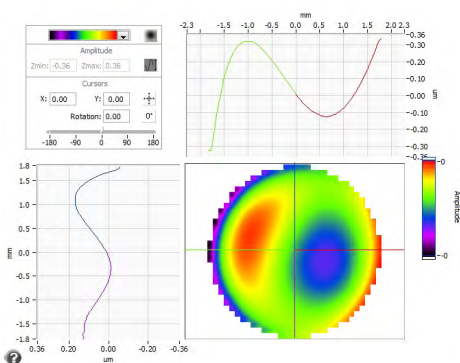 mm
-2.3 -1.5 -1.0 -0.5 0.0 0.5 1.0 1.5 2.0 2.3
Amplitude
Zmin: -0.36 Zmax: 0.36
Cursors
X: 0.00 Y: 0.00
Rotation: 0.00 0°
-180 -90 0 90 180
-0.36
-0.30
-0.20
-0.10
0.00
-0.10
-0.20
-0.30
-0.36
um
1.8
1.5
1.0
0.5
0.0
-0.5
-1.0
-1.5
-1.8
mm
0.36 0.20 0.00 -0.20 -0.36
um
-0
-0
Amplitude
?